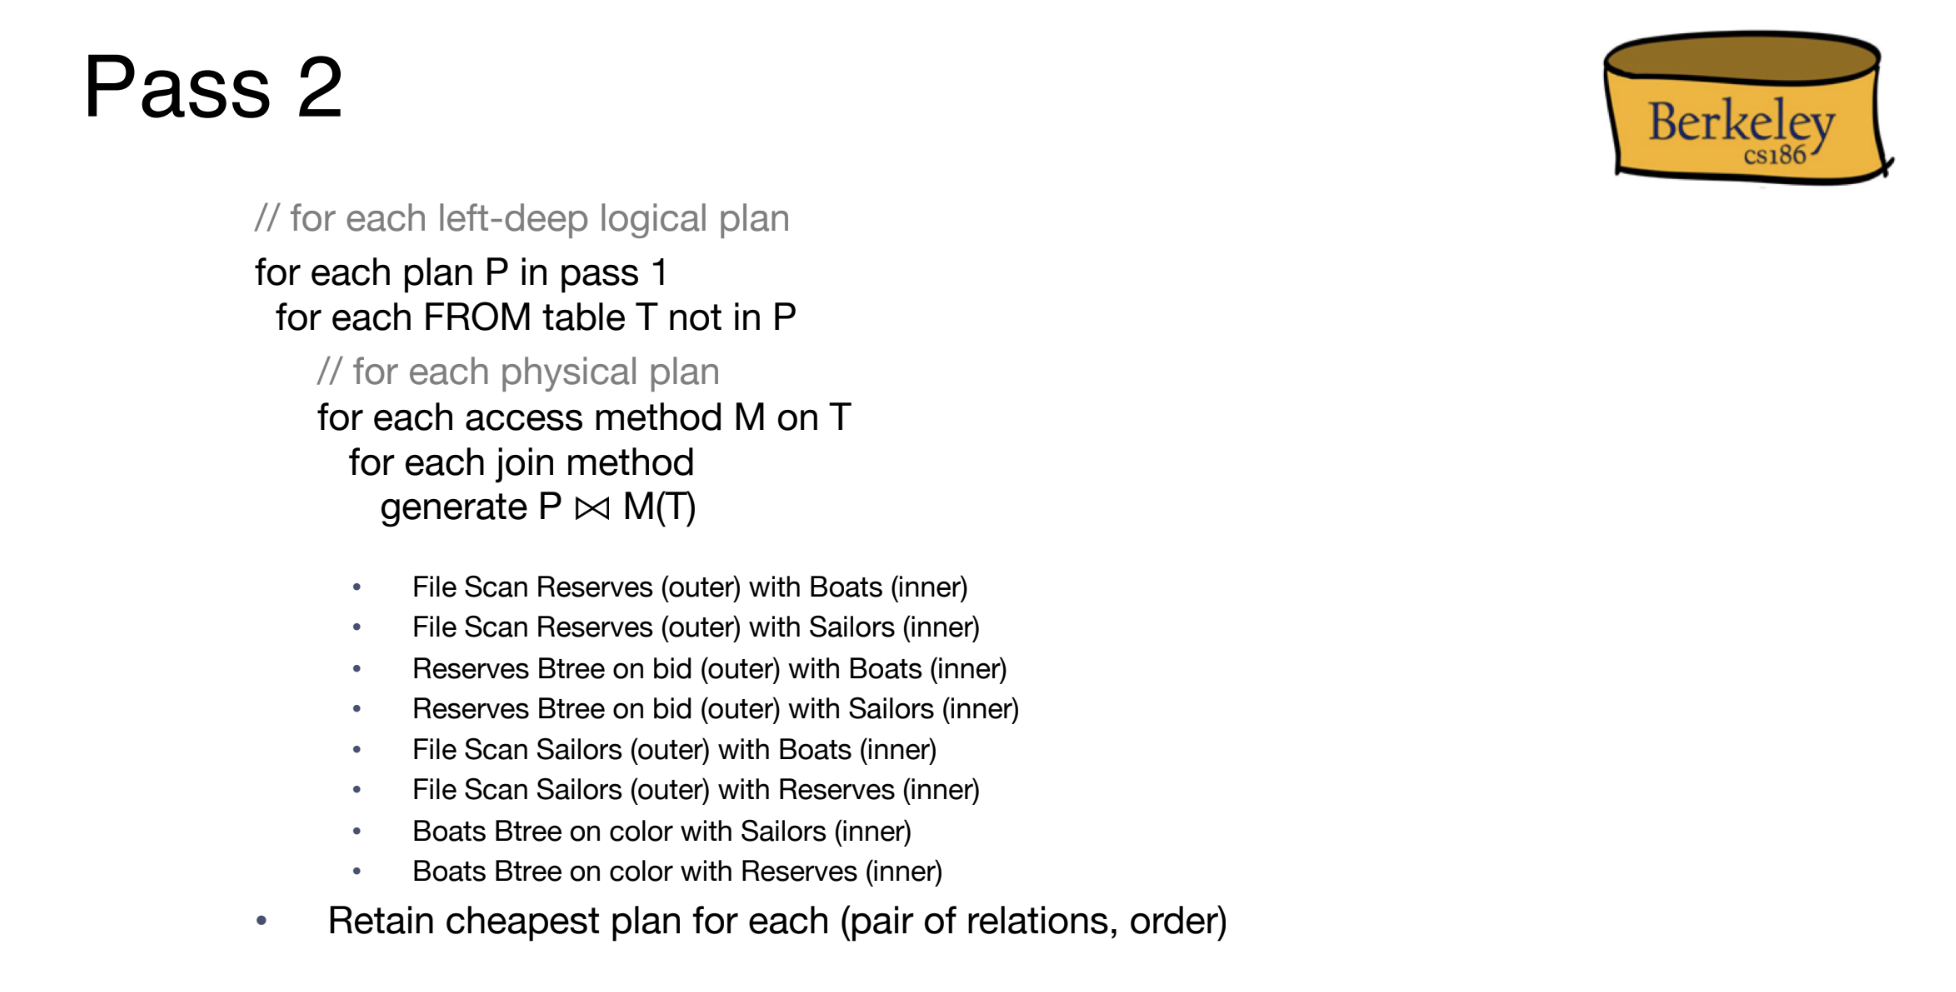 Pass 2
Berkeley
cs186
// for each left-deep logical plan
for each plan P in pass 1
for each FROM table T not in P
// for each physical plan
for each access method M on T
for each join method
generate P ⋈ M(T)
• File Scan Reserves (outer) with Boats (inner)
• File Scan Reserves (outer) with Sailors (inner)
• Reserves Btree on bid (outer) with Boats (inner)
• Reserves Btree on bid (outer) with Sailors (inner)
• File Scan Sailors (outer) with Boats (inner)
• File Scan Sailors (outer) with Reserves (inner)
• Boats Btree on color with Sailors (inner)
• Boats Btree on color with Reserves (inner)
• Retain cheapest plan for each (pair of relations, order)